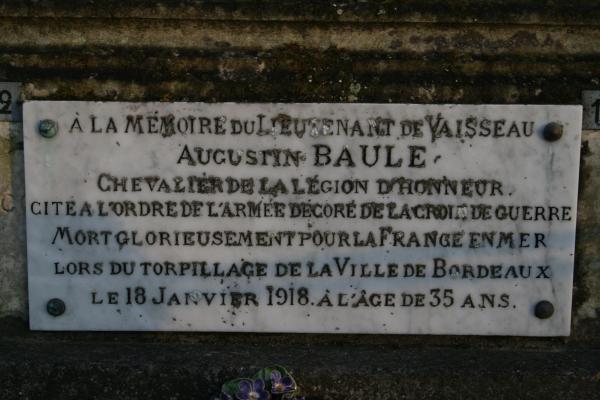 À LA MÉMOIRE DU LIEUTENANT DE VAISSEAU
AUGUSTIN BAULE
CHEVALIER DE LA LÉGION D'HONNEUR.
CITÉ A L'ORDRE DE L'ARMÉE DÉCORÉ DE LA CROIX DE GUERRE
MORT GLORIEUSEMENT POUR LA FRANCE EN MER
LORS DU TORPILLAGE DE LA VILLE DE BORDEAUX
LE 18 JANVIER 1918. À L'ÂGE DE 35 ANS.
2
1